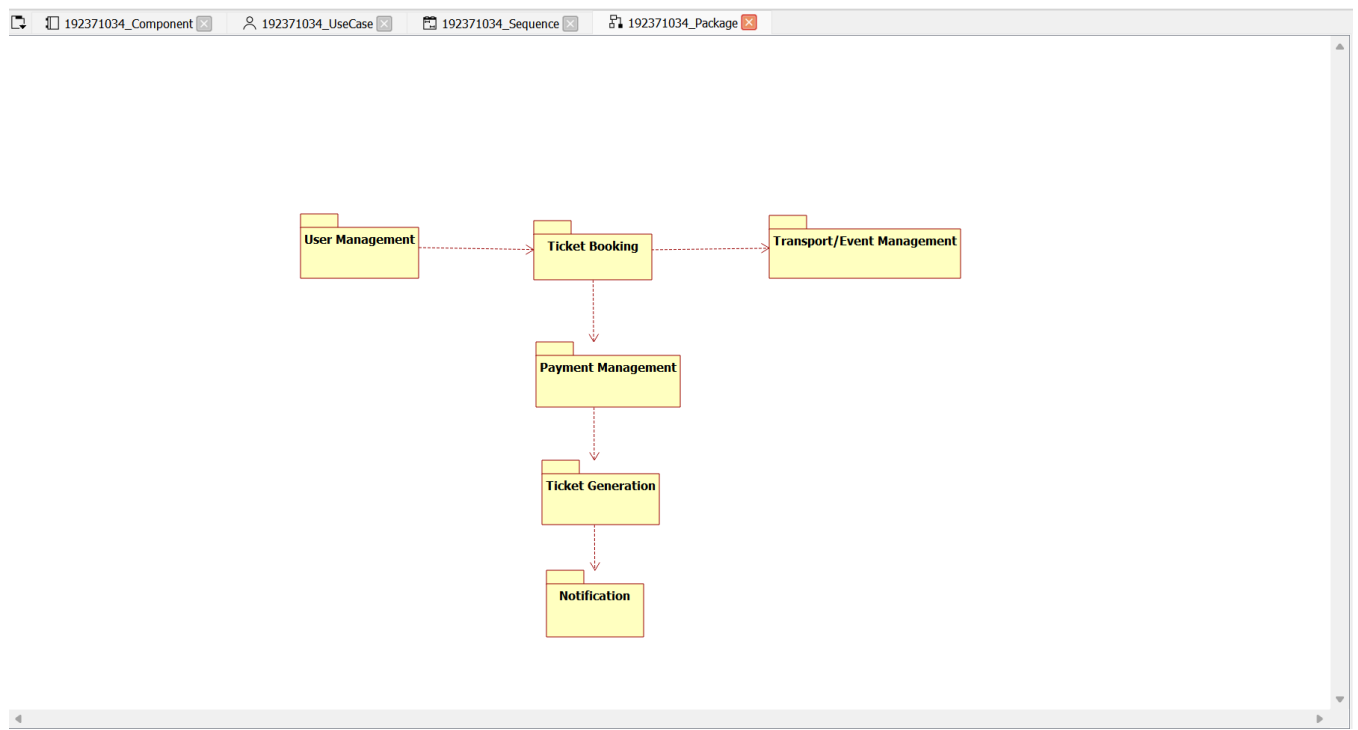 192371034_Component
192371034_UseCase
192371034_Sequence
192371034_Package
User Management
Ticket Booking
Transport/Event Management
Payment Management
Ticket Generation
Notification